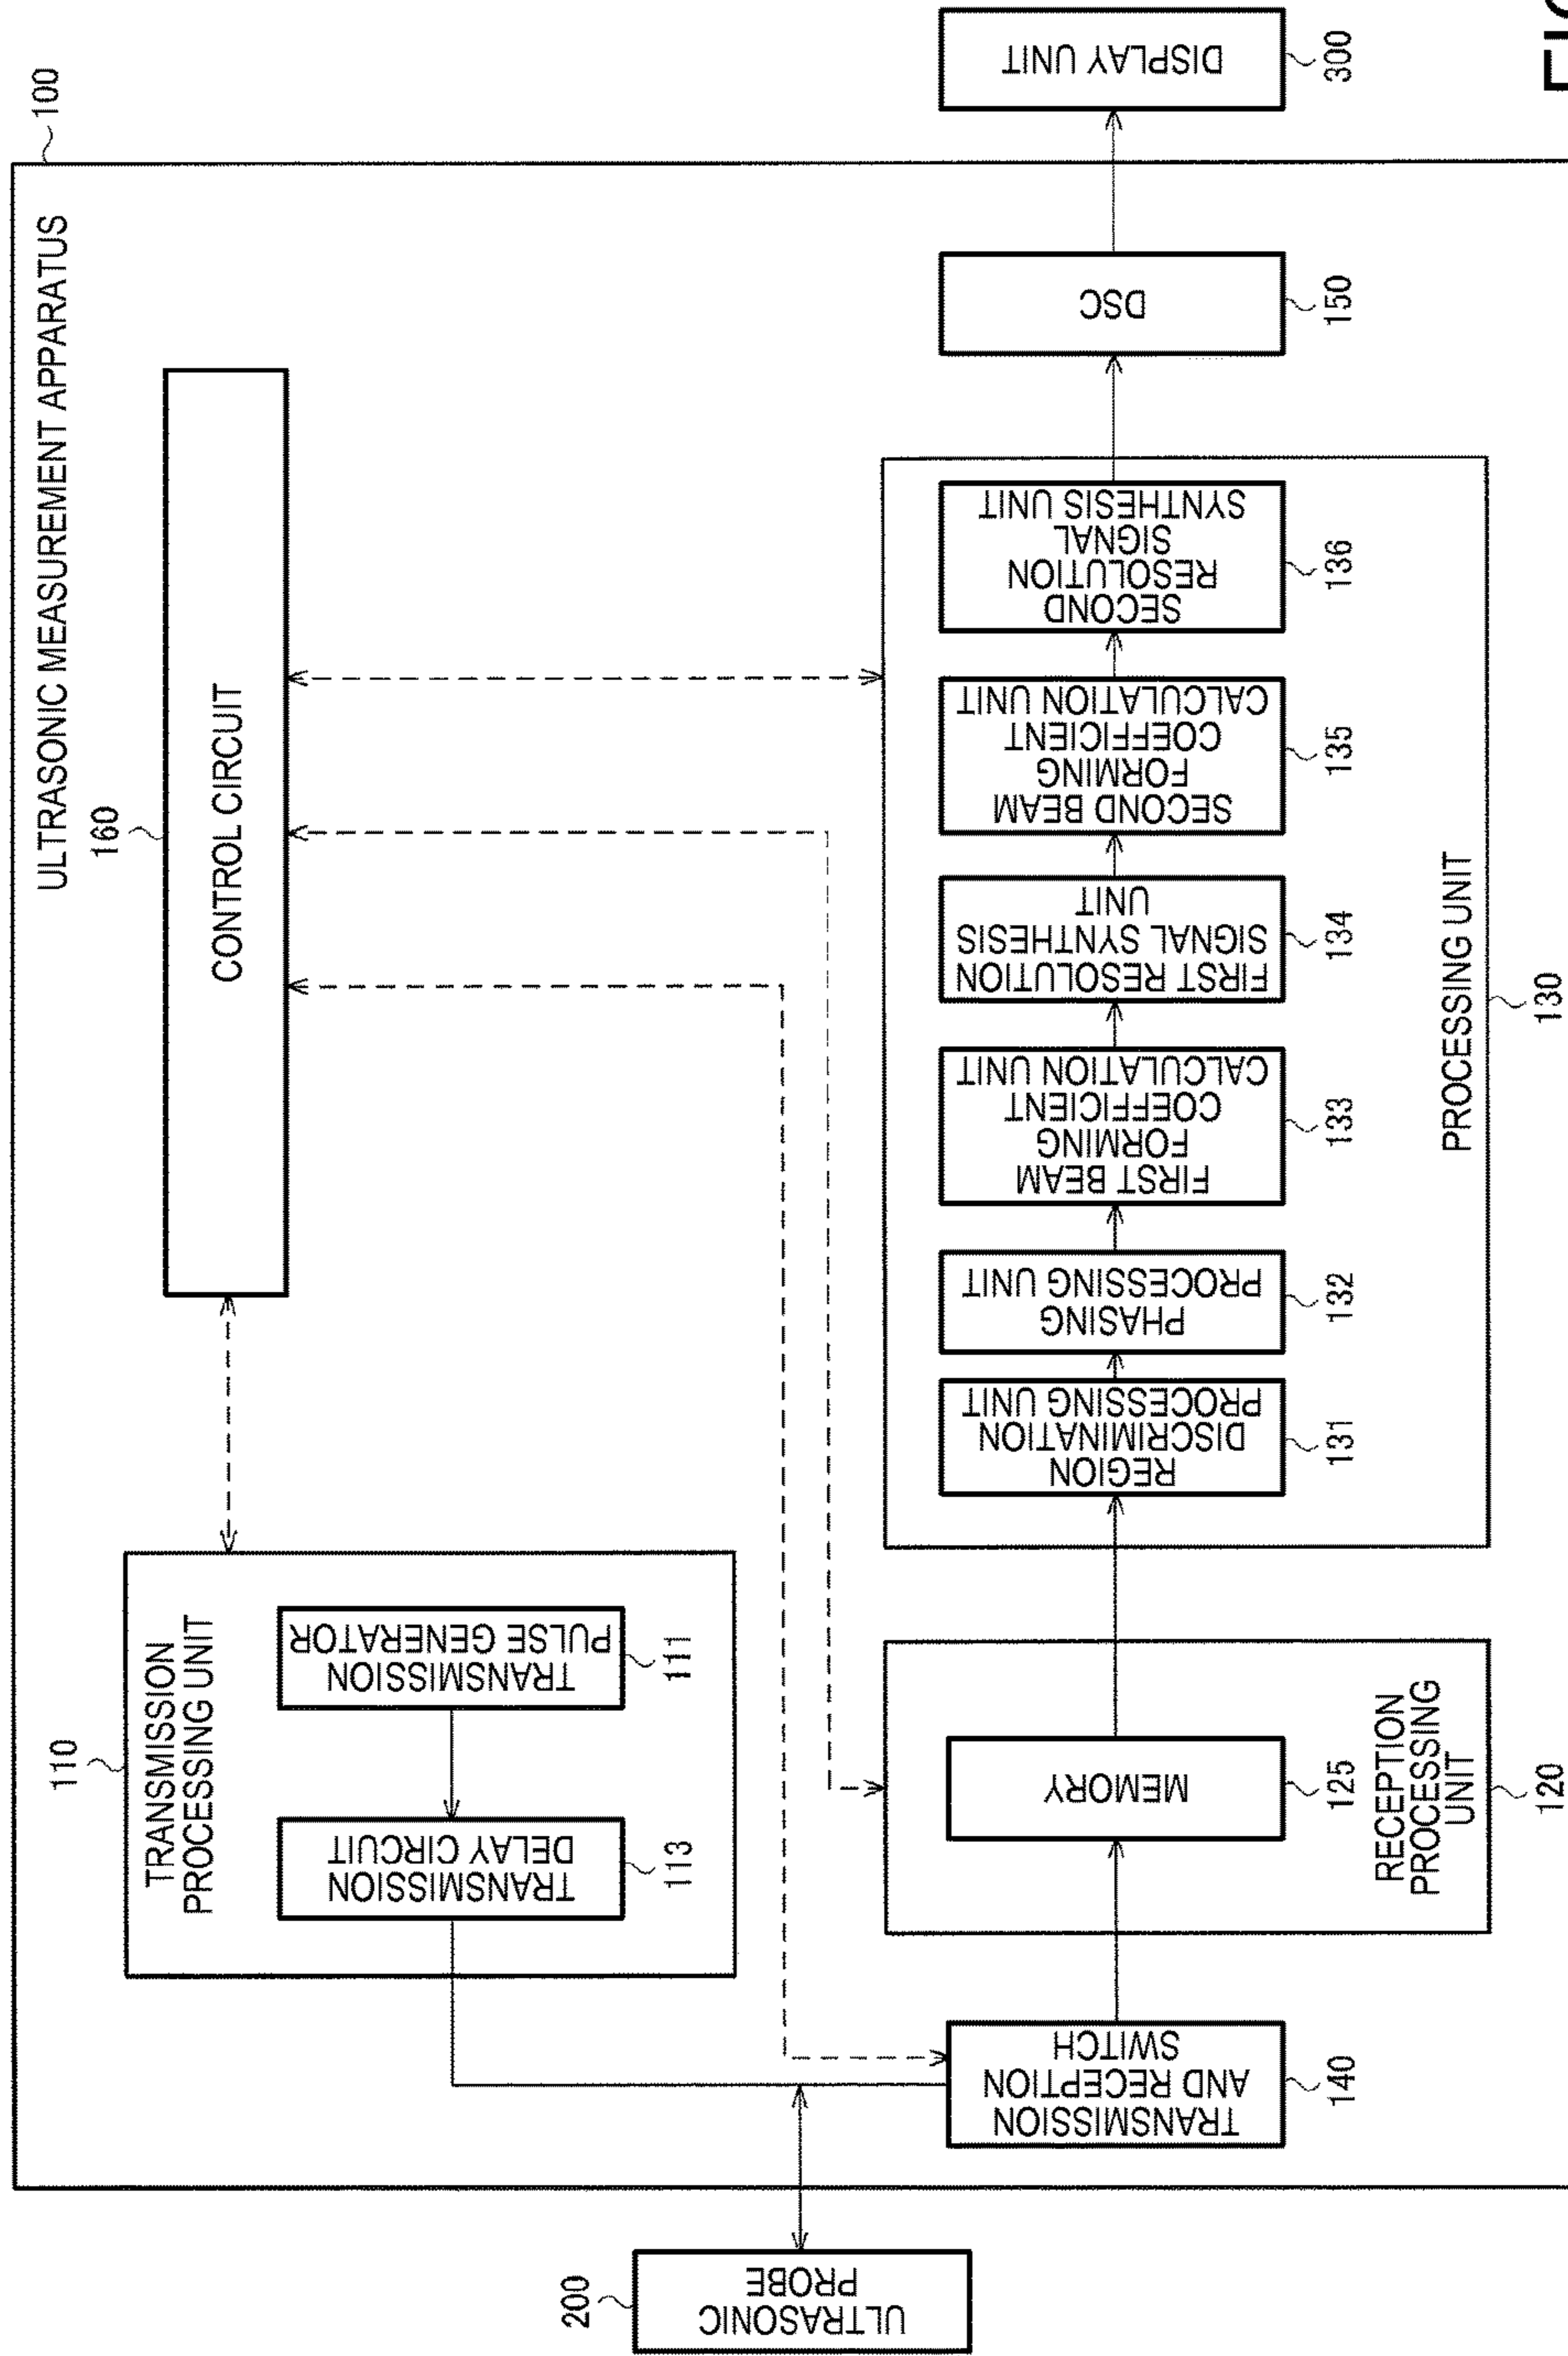 100
ULTRASONIC MEASUREMENT APPARATUS
160
CONTROL CIRCUIT
110
TRANSMISSION
PROCESSING UNIT
TRANSMISSION
DELAY CIRCUIT
113
TRANSMISSION
PULSE GENERATOR
111
200
ULTRASONIC
PROBE
TRANSMISSION
AND RECEPTION
SWITCH
140
MEMORY
125
RECEPTION
PROCESSING
UNIT
120
REGION
DISCRIMINATION
PROCESSING UNIT
131
PHASING
PROCESSING UNIT
132
FIRST BEAM
FORMING
COEFFICIENT
CALCULATION UNIT
133
FIRST RESOLUTION
SIGNAL SYNTHESIS
UNIT
134
SECOND BEAM
FORMING
COEFFICIENT
CALCULATION UNIT
135
SECOND
RESOLUTION
SIGNAL
SYNTHESIS UNIT
136
PROCESSING UNIT
130
DSC
150
DISPLAY UNIT
300